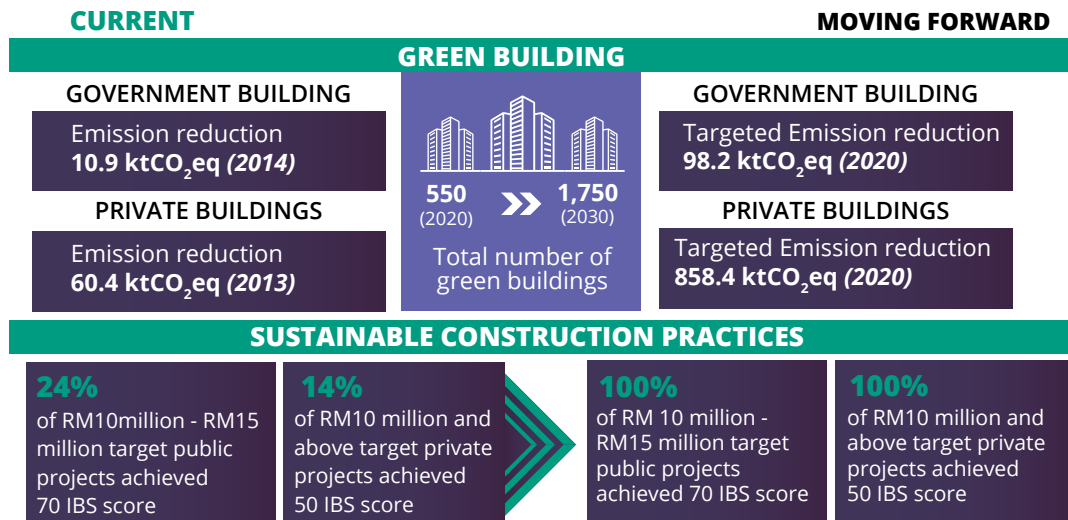 CURRENT
MOVING FORWARD
GREEN BUILDING
GOVERNMENT BUILDING
Emission reduction
10.9 ktCO₂eq (2014)
PRIVATE BUILDINGS
Emission reduction
60.4 ktCO₂eq (2013)
550
(2020)
1,750
(2030)
Total number of
green buildings
GOVERNMENT BUILDING
Targeted Emission reduction
98.2 ktCO₂eq (2020)
PRIVATE BUILDINGS
Targeted Emission reduction
858.4 ktCO₂eq (2020)
SUSTAINABLE CONSTRUCTION PRACTICES
24%
of RM10million - RM15
million target public
projects achieved
70 IBS score
14%
of RM10 million and
above target private
projects achieved
50 IBS score
100%
of RM 10 million -
RM15 million target
public projects
achieved 70 IBS score
100%
of RM10 million and
above target private
projects achieved
50 IBS score